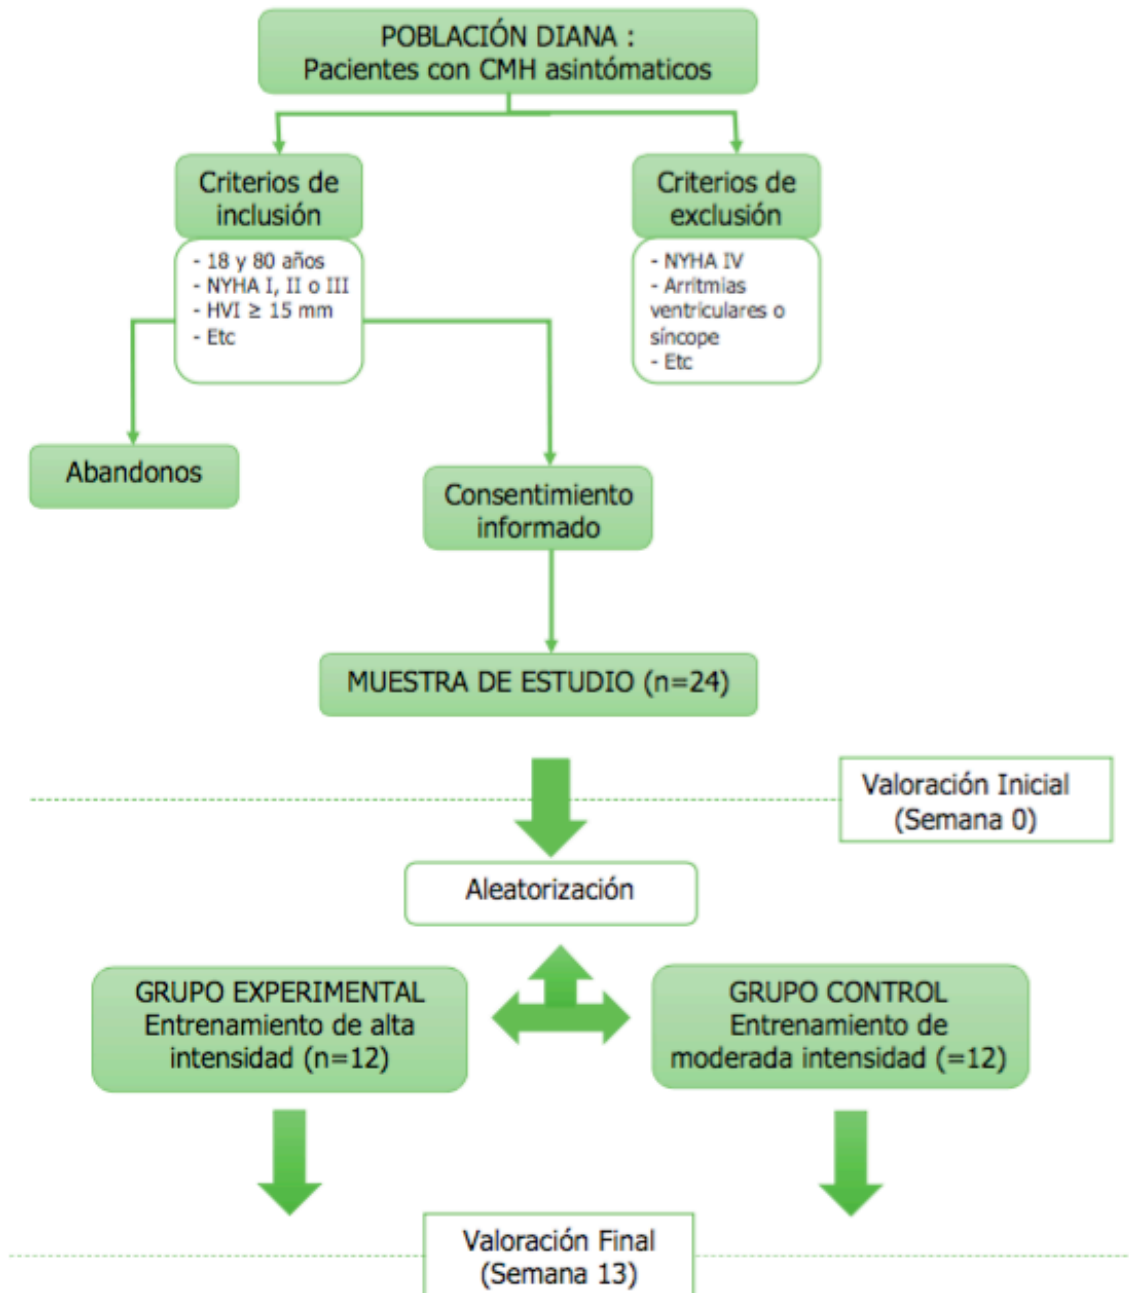 POBLACIÓN DIANA :
Pacientes con CMH asintómaticos
Criterios de
inclusión
- 18 y 80 años
- NYHA I, II o III
- HVI ≥ 15 mm
- Etc
Criterios de
exclusión
- NYHA IV
- Arritmias
ventriculares o
síncope
- Etc
Abandonos
Consentimiento
informado
MUESTRA DE ESTUDIO (n=24)
Valoración Inicial
(Semana 0)
Aleatorización
GRUPO EXPERIMENTAL
Entrenamiento de alta
intensidad (n=12)
GRUPO CONTROL
Entrenamiento de
moderada intensidad (=12)
Valoración Final
(Semana 13)